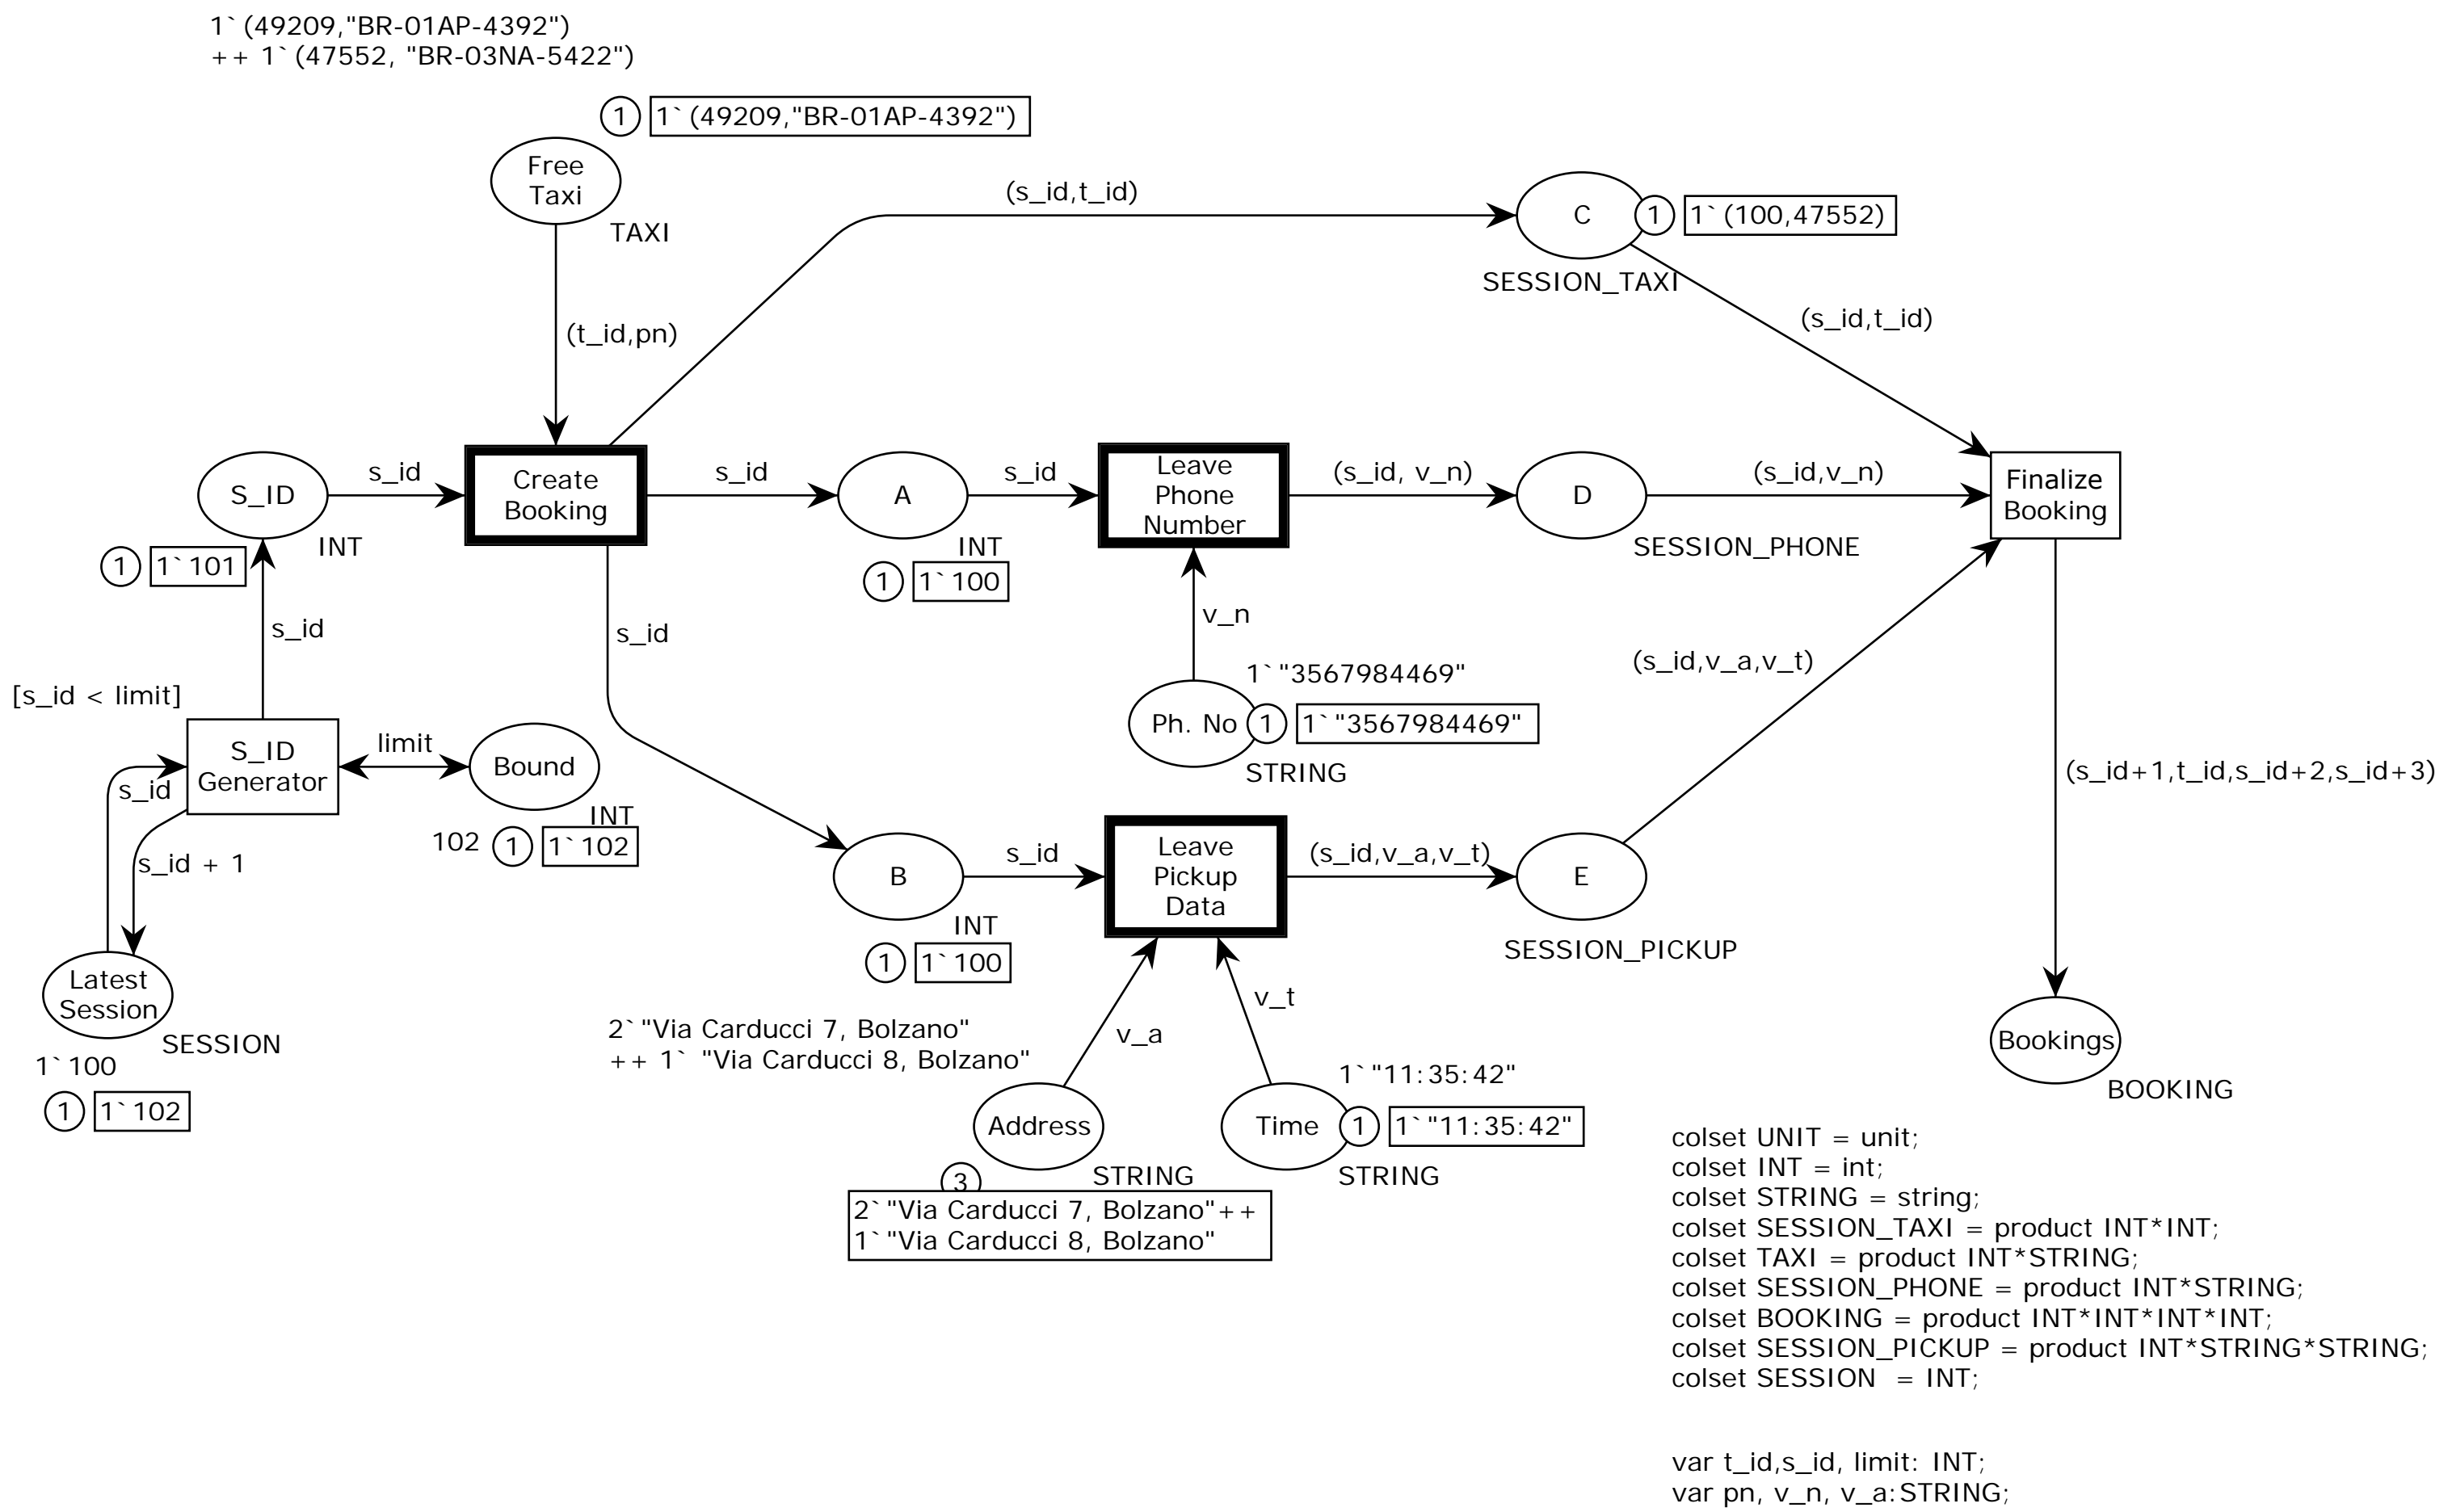 1`(49209,"BR-01AP-4392")
++ 1`(47552, "BR-03NA-5422")
1
1`(49209,"BR-01AP-4392")
Free
Taxi
TAXI
(t_id,pn)
(s_id,t_id)
C
1
1`(100,47552)
SESSION_TAXI
(s_id,t_id)
S_ID
INT
1
1`101
s_id
Create
Booking
s_id
A
INT
1
1`100
s_id
Leave
Phone
Number
(s_id, v_n)
D
SESSION_PHONE
(s_id,v_n)
Finalize
Booking
s_id
s_id
v_n
1`"3567984469"
Ph. No
1
1`"3567984469"
STRING
(s_id,v_a,v_t)
[s_id < limit]
S_ID
Generator
limit
Bound
INT
102
1
1`102
s_id
s_id + 1
(s_id+1,t_id,s_id+2,s_id+3)
B
INT
1
1`100
s_id
Leave
Pickup
Data
(s_id,v_a,v_t)
E
SESSION_PICKUP
Latest
Session
SESSION
1`100
1
1`102
2`"Via Carducci 7, Bolzano"
++ 1` "Via Carducci 8, Bolzano"
v_a
v_t
Address
STRING
3
2`"Via Carducci 7, Bolzano"++
1`"Via Carducci 8, Bolzano"
1`"11:35:42"
Time
1
1`"11:35:42"
STRING
Bookings
BOOKING
colset UNIT = unit;
colset INT = int;
colset STRING = string;
colset SESSION_TAXI = product INT*INT;
colset TAXI = product INT*STRING;
colset SESSION_PHONE = product INT*STRING;
colset BOOKING = product INT*INT*INT*INT;
colset SESSION_PICKUP = product INT*STRING*STRING;
colset SESSION  = INT;
var t_id,s_id, limit: INT;
var pn, v_n, v_a:STRING;